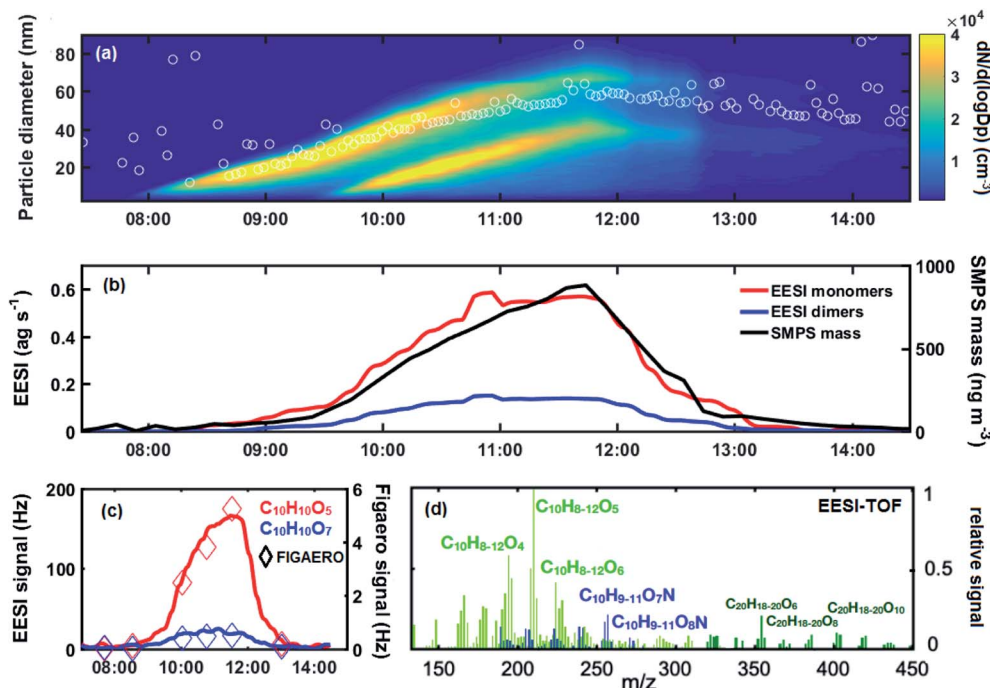 (a)
Particle diameter (nm)
80
60
40
20
08:00 09:00 10:00 11:00 12:00 13:00 14:00
×10⁴
4
3
2
1
dN/d(logDp) (cm⁻³)
(b)
EESI (ag s⁻¹)
0.6
0.4
0.2
0
EESI monomers
EESI dimers
SMPS mass
1000
500
0
SMPS mass (ng m⁻³)
08:00 09:00 10:00 11:00 12:00 13:00 14:00
(c)
EESI signal (Hz)
200
100
0
C₁₀H₁₀O₅
C₁₀H₁₀O₇
FIGAERO
6
4
2
0
Figaero signal (Hz)
08:00 10:00 12:00 14:00
(d)
EESI-TOF
C₁₀H₈₋₁₂O₅
C₁₀H₈₋₁₂O₄
C₁₀H₈₋₁₂O₆
C₁₀H₉₋₁₁O₇N
C₁₀H₉₋₁₁O₈N
C₂₀H₁₈₋₂₀O₆
C₂₀H₁₈₋₂₀O₈
C₂₀H₁₈₋₂₀O₁₀
1
0.5
0
relative signal
150 200 250 300 350 400 450
m/z